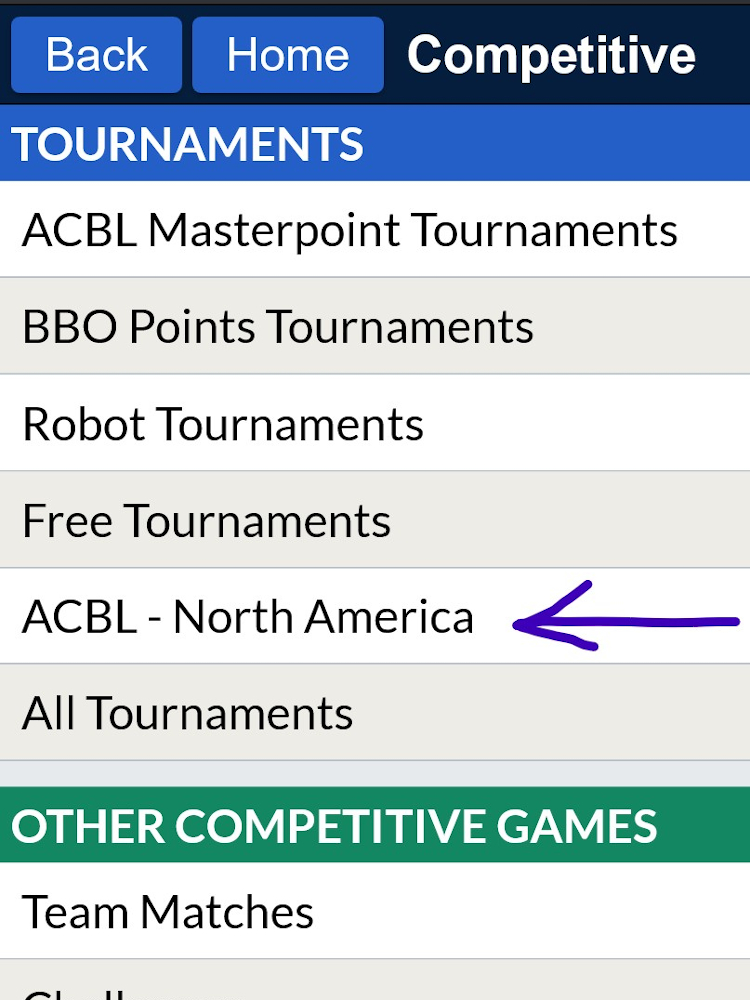 Back Home Competitive
TOURNAMENTS
ACBL Masterpoint Tournaments
BBO Points Tournaments
Robot Tournaments
Free Tournaments
ACBL - North America
All Tournaments
OTHER COMPETITIVE GAMES
Team Matches